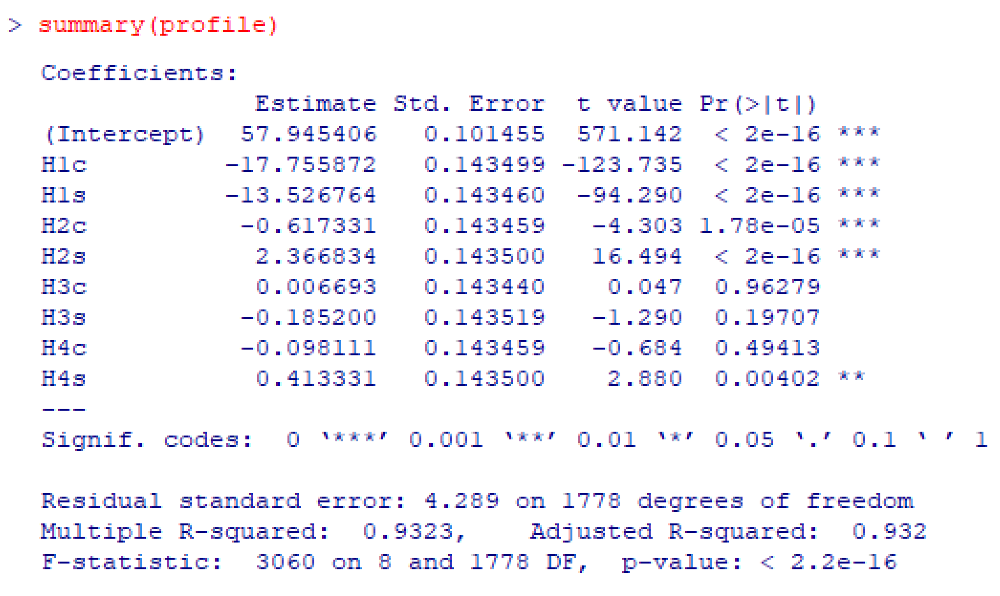 > summary(profile)
Coefficients:
Estimate Std. Error t value Pr(>|t|)
(Intercept) 57.945406 0.101455 571.142 < 2e-16 ***
H1c -17.755872 0.143499 -123.735 < 2e-16 ***
H1s -13.526764 0.143460 -94.290 < 2e-16 ***
H2c -0.617331 0.143459 -4.303 1.78e-05 ***
H2s 2.366834 0.143500 16.494 < 2e-16 ***
H3c 0.006693 0.143440 0.047 0.96279
H3s -0.185200 0.143519 -1.290 0.19707
H4c -0.098111 0.143459 -0.684 0.49413
H4s 0.413331 0.143500 2.880 0.00402 **
---
Signif. codes: 0 ‘***’ 0.001 ‘**’ 0.01 ‘*’ 0.05 ‘.’ 0.1 ‘ ’ 1
Residual standard error: 4.289 on 1778 degrees of freedom
Multiple R-squared: 0.9323, Adjusted R-squared: 0.932
F-statistic: 3060 on 8 and 1778 DF, p-value: < 2.2e-16